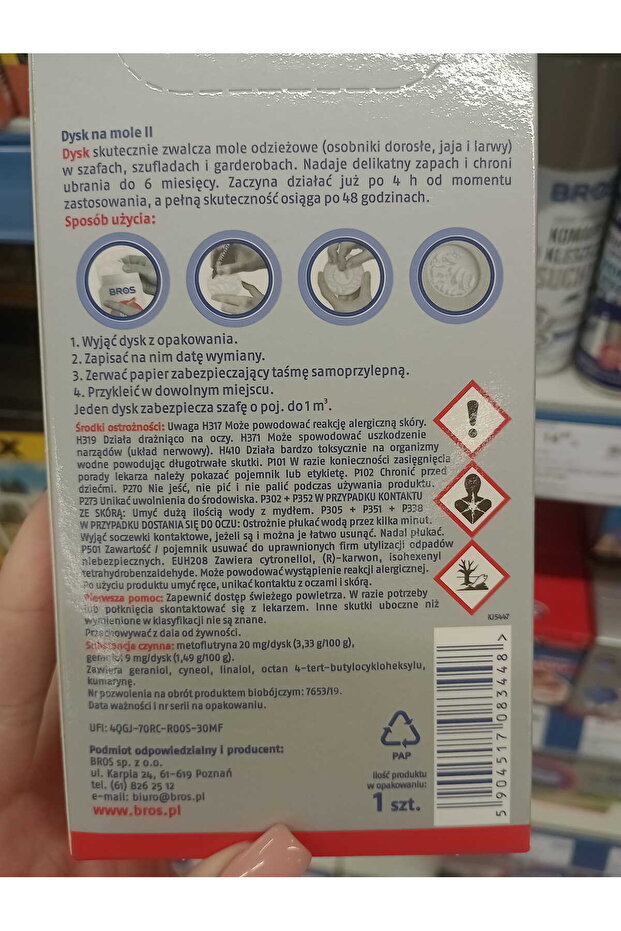 Dysk na mole II
Dysk skutecznie zwalcza mole odzieżowe (osobniki dorosłe, jaja i larwy)
w szafach, szufladach i garderobach. Nadaje delikatny zapach i chroni
ubrania do 6 miesięcy. Zaczyna działać już po 4 h od momentu
zastosowania, a pełną skuteczność osiąga po 48 godzinach.
Sposób użycia:
BROS
1. Wyjąć dysk z opakowania.
2. Zapisać na nim datę wymiany.
3. Zerwać papier zabezpieczający taśmę samoprzylepną.
4. Przykleić w dowolnym miejscu.
Jeden dysk zabezpiecza szafę o poj. do 1 m³.
Środki ostrożności: Uwaga H317 Może powodować reakcję alergiczną skóry.
H319 Działa drażniąco na oczy. H371 Może spowodować uszkodzenie
narządów (układ nerwowy). H410 Działa bardzo toksycznie na organizmy
wodne powodując długotrwałe skutki. P101 W razie konieczności zasięgnięcia
porady lekarza należy pokazać pojemnik lub etykietę. P102 Chronić przed
dziećmi. P270 Nie jeść, nie pić i nie palić podczas używania produktu.
P273 Unikać uwolnienia do środowiska. P302 + P352 W PRZYPADKU KONTAKTU
ZE SKÓRĄ: Umyć dużą ilością wody z mydłem. P305 + P351 + P338
W PRZYPADKU DOSTANIA SIĘ DO OCZU: Ostrożnie płukać wodą przez kilka minut.
Wyjąć soczewki kontaktowe, jeżeli są i można je łatwo usunąć. Nadal płukać.
P501 Zawartość / pojemnik usuwać do uprawnionych firm utylizacji odpadów
niebezpiecznych. EUH208 Zawiera cytronellol, (R)-karwon, isohexenyl
tetrahydrobenzaldehyde. Może powodować wystąpienie reakcji alergicznej.
Po użyciu produktu umyć ręce, unikać kontaktu z oczami i skórą.
Pierwsza pomoc: Zapewnić dostęp świeżego powietrza. W razie potrzeby
lub połknięcia skontaktować się z lekarzem. Inne skutki uboczne niż
wymienione w klasyfikacji nie są znane.
Przechowywać z dala od żywności.
Substancja czynna: metoflutryna 20 mg/dysk (3,33 g/100 g),
geraniol 9 mg/dysk (1,49 g/100 g).
Zawiera geraniol, cyneol, linalol, octan 4-tert-butylocykloheksylu,
kumarynę.
Nr pozwolenia na obrót produktem biobójczym: 7653/19.
Data ważności i nr serii na opakowaniu.
UFI: 4QGJ-70RC-R00S-30MF
Podmiot odpowiedzialny i producent:
BROS sp. z o.o.
ul. Karpia 24, 61-619 Poznań
tel. (61) 826 25 12
e-mail: biuro@bros.pl
www.bros.pl
PAP
Ilość produktu
w opakowaniu:
1 szt.
5 904517 083448 >
BROS